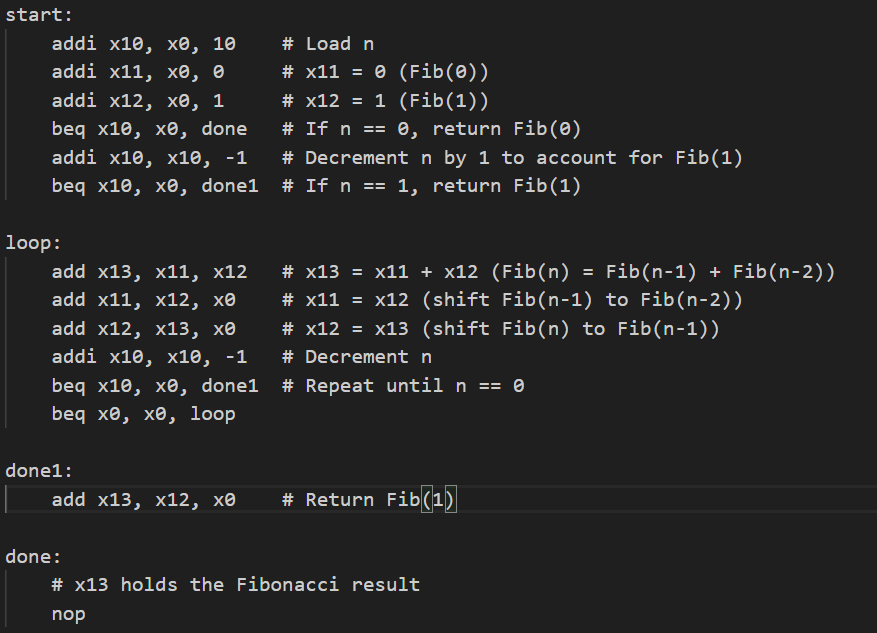 start:
    addi x10, x0, 10    # Load n
    addi x11, x0, 0     # x11 = 0 (Fib(0))
    addi x12, x0, 1     # x12 = 1 (Fib(1))
    beq x10, x0, done   # If n == 0, return Fib(0)
    addi x10, x10, -1   # Decrement n by 1 to account for Fib(1)
    beq x10, x0, done1  # If n == 1, return Fib(1)

loop:
    add x13, x11, x12   # x13 = x11 + x12 (Fib(n) = Fib(n-1) + Fib(n-2))
    add x11, x12, x0    # x11 = x12 (shift Fib(n-1) to Fib(n-2))
    add x12, x13, x0    # x12 = x13 (shift Fib(n) to Fib(n-1))
    addi x10, x10, -1   # Decrement n
    beq x10, x0, done1  # Repeat until n == 0
    beq x0, x0, loop

done1:
    add x13, x12, x0    # Return Fib(1)

done:
    # x13 holds the Fibonacci result
    nop